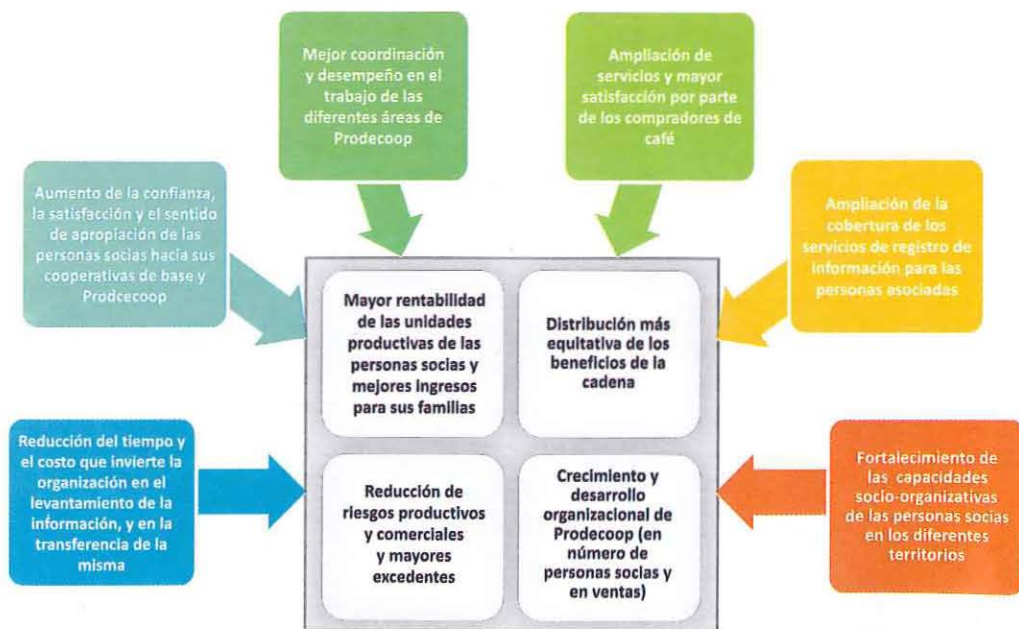 Mejor coordinación
y desempeño en el
trabajo de las
diferentes áreas de
Prodecoop
Ampliación de
servicios y mayor
satisfacción por parte
de los compradores de
café
Aumento de la confianza,
la satisfacción y el sentido
de apropiación de las
personas socias hacia sus
cooperativas de base y
Prodcecoop
Ampliación de la
cobertura de los
servicios de registro de
información para las
personas asociadas
Mayor rentabilidad
de las unidades
productivas de las
personas socias y
mejores ingresos
para sus familias
Distribución más
equitativa de los
beneficios de la
cadena
Reducción del tiempo y
el costo que invierte la
organización en el
levantamiento de la
información, y en la
transferencia de la
misma
Reducción de
riesgos productivos
y comerciales
y mayores
excedentes
Crecimiento y
desarrollo
organizacional de
Prodecoop (en
número de
personas socias y
en ventas)
Fortalecimiento de
las capacidades
socio-organizativas
de las personas socias
en los diferentes
territorios